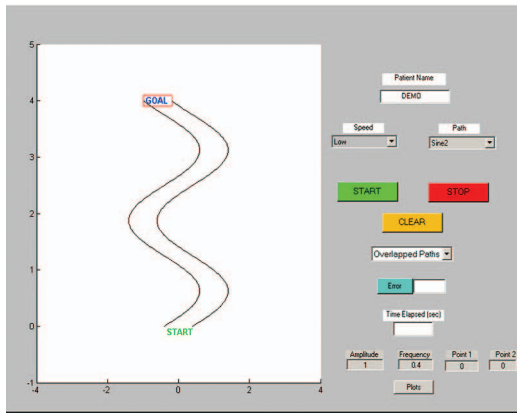 5
4
3
2
1
0
-1
-4
-2
0
2
4
GOAL
START
Patient Name
DEMO
Speed
Path
Low
Sine2
START
STOP
CLEAR
Overlapped Paths
Error
Time Elapsed (sec)
Amplitude
Frequency
Point 1
Point 2
1
0.4
0
0
Plots